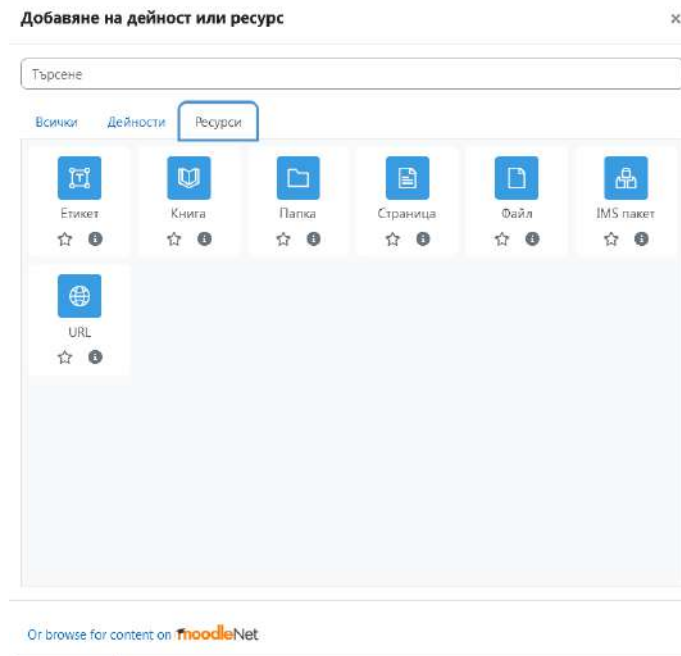 Добавяне на дейност или ресурс ×
Търсене
Всички Дейности Ресурси
Етикет Книга Папка Страница Файл IMS пакет
URL
Or browse for content on moodleNet